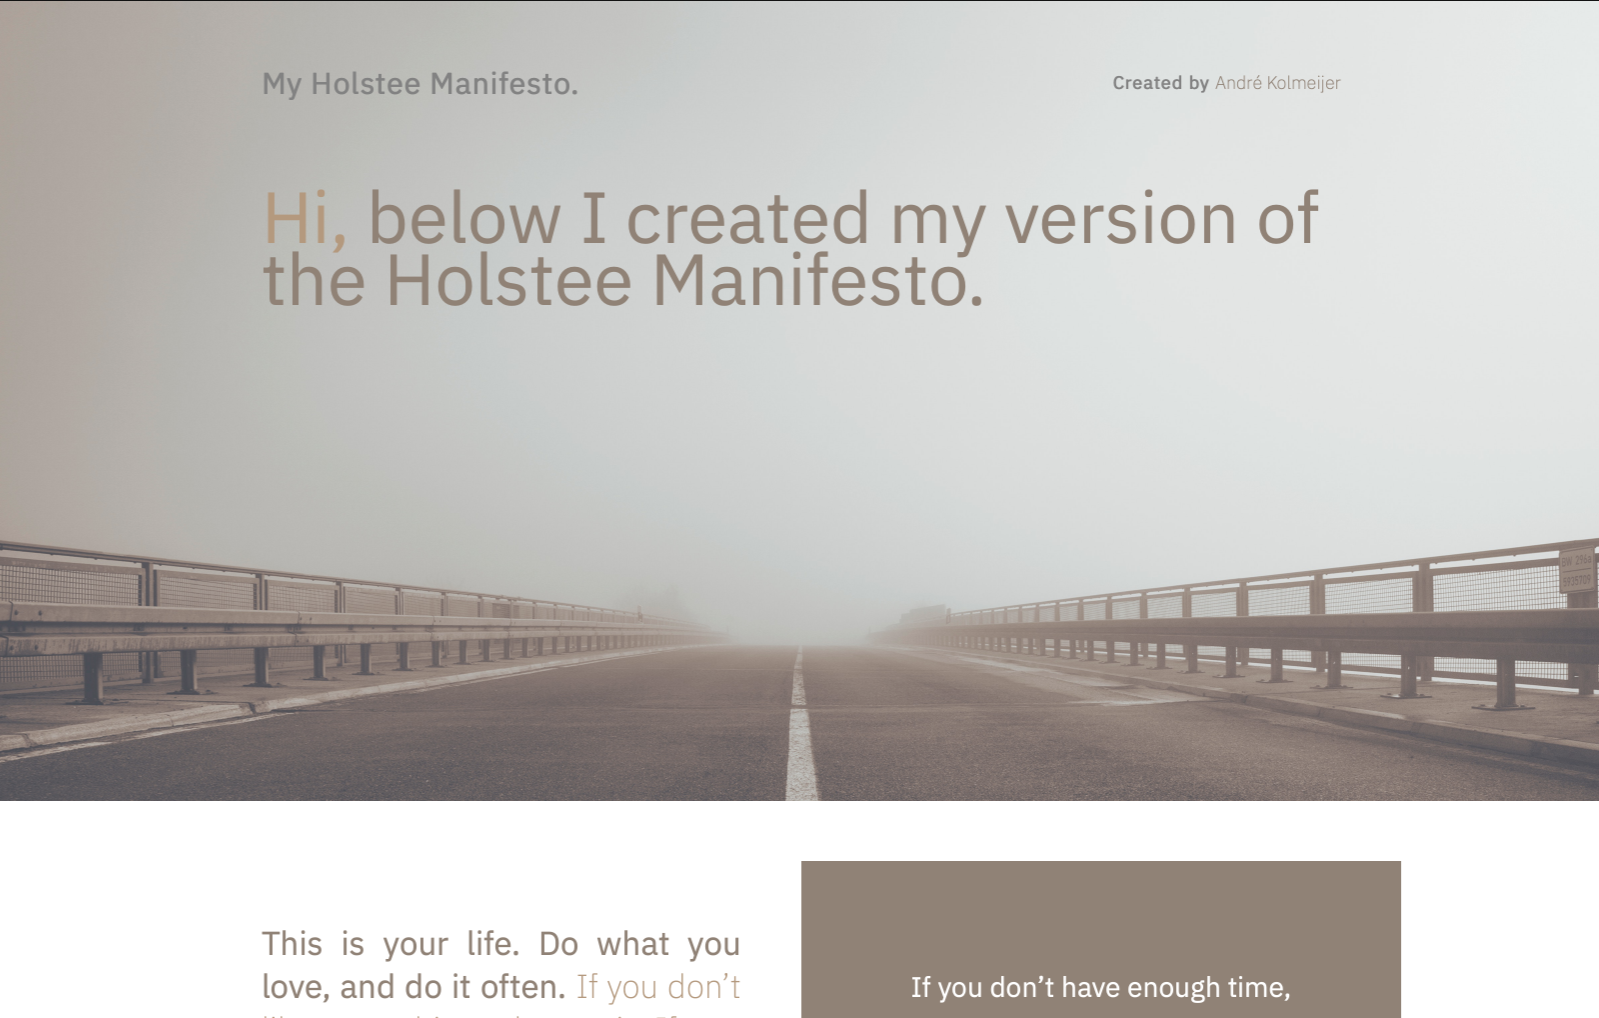 My Holstee Manifesto.
Created by André Kolmeijer
Hi, below I created my version of
the Holstee Manifesto.
This is your life. Do what you
love, and do it often. If you don’t
If you don’t have enough time,